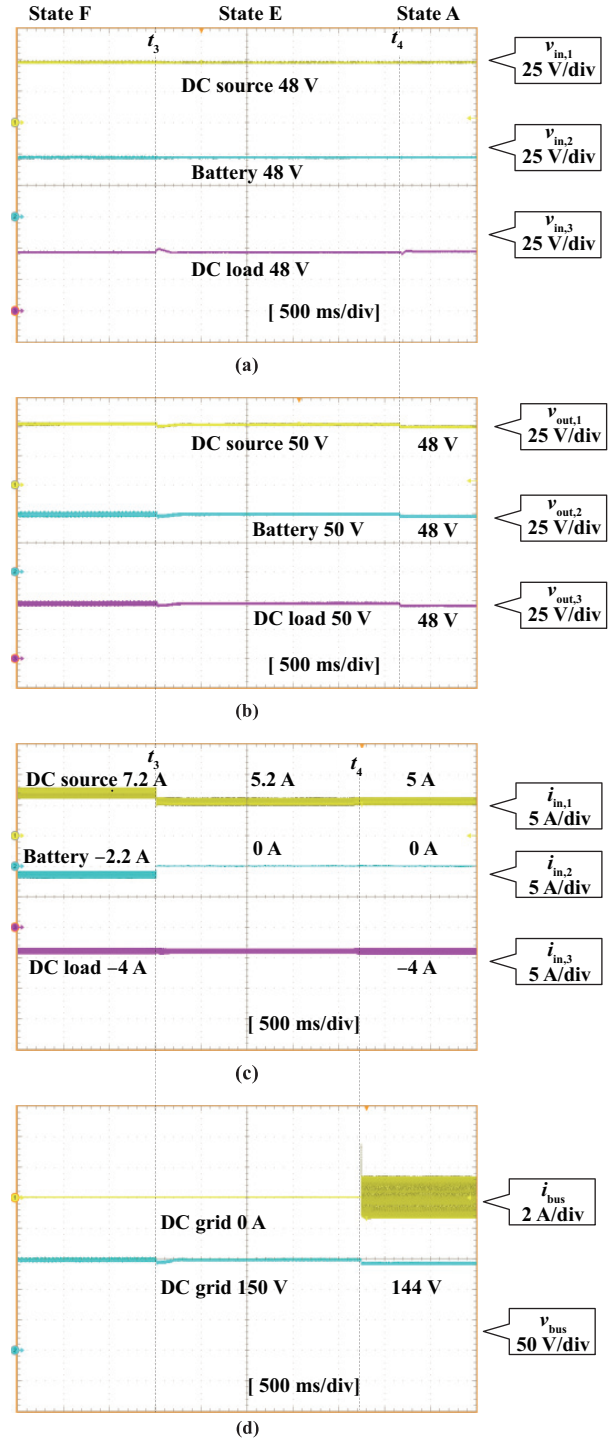 State F State E State A
t3 t4
vin,1
25 V/div
DC source 48 V
vin,2
25 V/div
Battery 48 V
vin,3
25 V/div
DC load 48 V
[ 500 ms/div]
(a)
vout,1
25 V/div
DC source 50 V 48 V
vout,2
25 V/div
Battery 50 V 48 V
vout,3
25 V/div
DC load 50 V 48 V
[ 500 ms/div]
(b)
t3 t4
DC source 7.2 A 5.2 A 5 A
iin,1
5 A/div
Battery −2.2 A 0 A 0 A
iin,2
5 A/div
DC load −4 A −4 A
iin,3
5 A/div
[ 500 ms/div]
(c)
ibus
2 A/div
DC grid 0 A
DC grid 150 V 144 V
vbus
50 V/div
[ 500 ms/div]
(d)